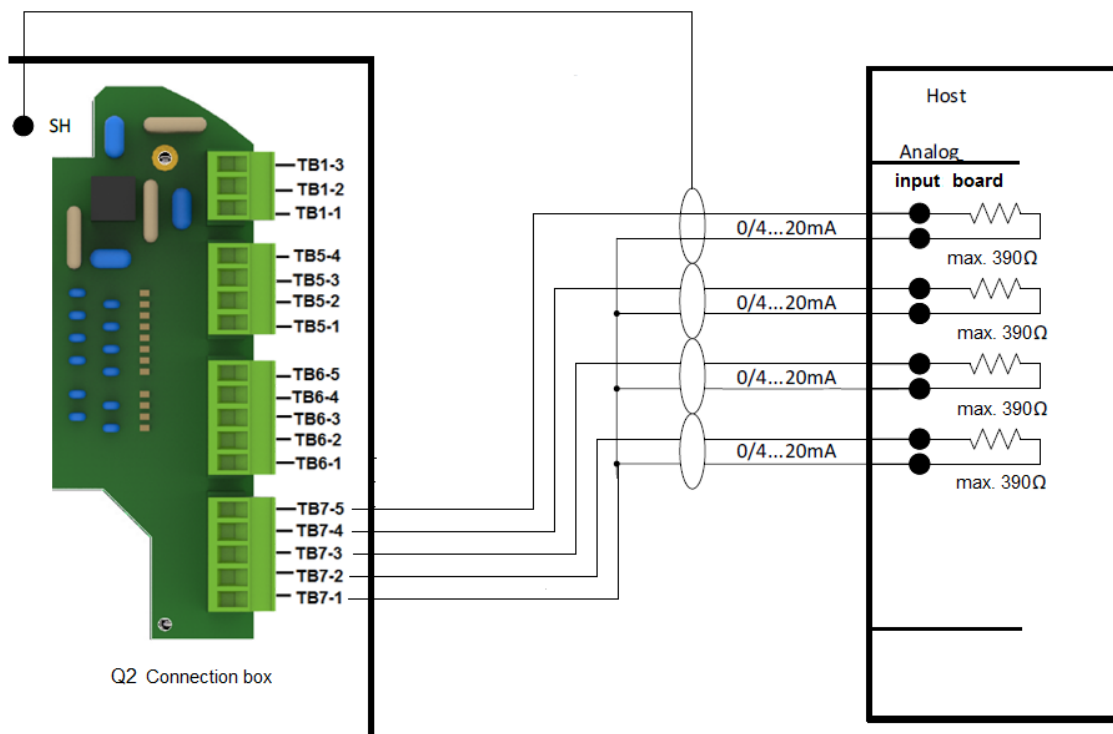 SH
TB1-3
TB1-2
TB1-1
TB5-4
TB5-3
TB5-2
TB5-1
TB6-5
TB6-4
TB6-3
TB6-2
TB6-1
TB7-5
TB7-4
TB7-3
TB7-2
TB7-1
Q2 Connection box
0/4...20mA
0/4...20mA
0/4...20mA
0/4...20mA
Host
Analog
input board
max. 390Ω
max. 390Ω
max. 390Ω
max. 390Ω